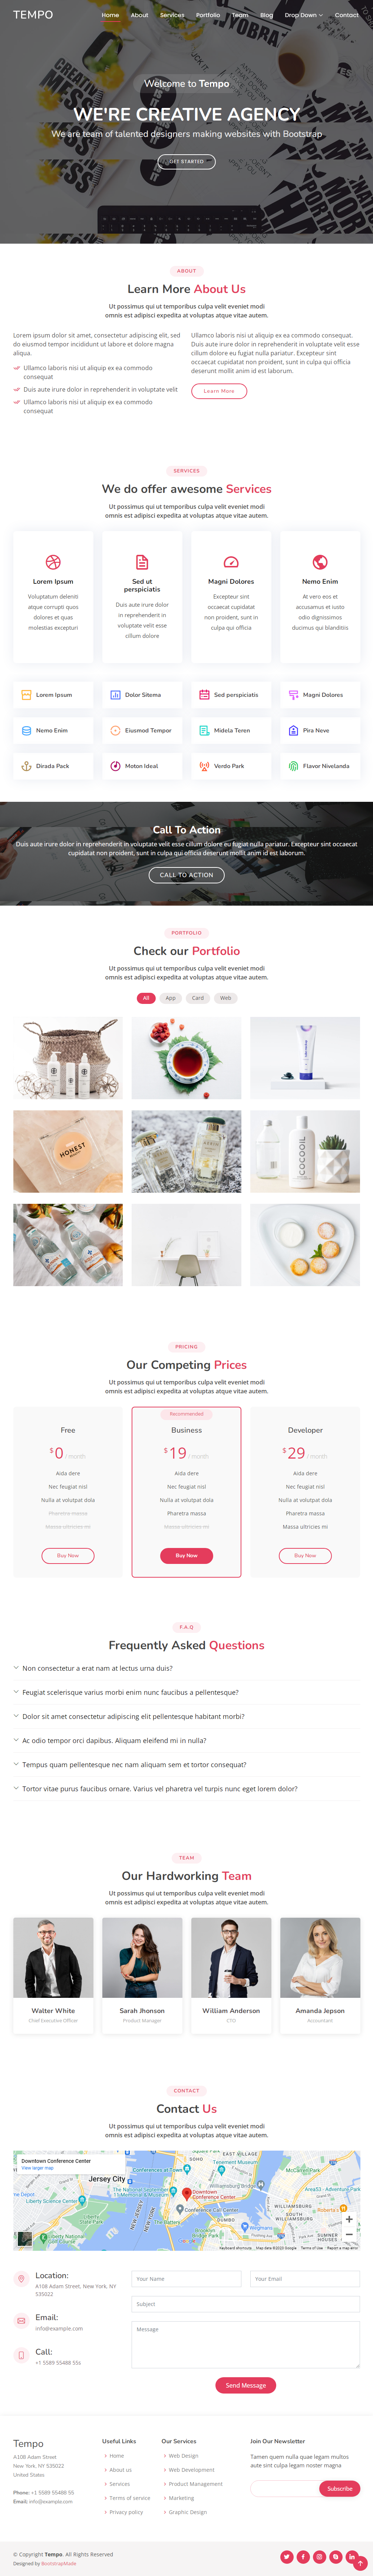 TEMPO
Home About Services Portfolio Team Blog Drop Down Contact
Welcome to Tempo
WE'RE CREATIVE AGENCY
We are team of talented designers making websites with Bootstrap
GET STARTED
ABOUT
Learn More About Us
Ut possimus qui ut temporibus culpa velit eveniet modi
omnis est adipisci expedita at voluptas atque vitae autem.
Lorem ipsum dolor sit amet, consectetur adipiscing elit, sed
do eiusmod tempor incididunt ut labore et dolore magna
aliqua.
Ullamco laboris nisi ut aliquip ex ea commodo
consequat
Duis aute irure dolor in reprehenderit in voluptate velit
Ullamco laboris nisi ut aliquip ex ea commodo
consequat
Ullamco laboris nisi ut aliquip ex ea commodo consequat.
Duis aute irure dolor in reprehenderit in voluptate velit esse
cillum dolore eu fugiat nulla pariatur. Excepteur sint
occaecat cupidatat non proident, sunt in culpa qui officia
deserunt mollit anim id est laborum.
Learn More
SERVICES
We do offer awesome Services
Ut possimus qui ut temporibus culpa velit eveniet modi
omnis est adipisci expedita at voluptas atque vitae autem.
Lorem Ipsum
Voluptatum deleniti
atque corrupti quos
dolores et quas
molestias excepturi
Sed ut
perspiciatis
Duis aute irure dolor
in reprehenderit in
voluptate velit esse
cillum dolore
Magni Dolores
Excepteur sint
occaecat cupidatat
non proident, sunt in
culpa qui officia
Nemo Enim
At vero eos et
accusamus et iusto
odio dignissimos
ducimus qui blanditiis
Lorem Ipsum
Dolor Sitema
Sed perspiciatis
Magni Dolores
Nemo Enim
Eiusmod Tempor
Midela Teren
Pira Neve
Dirada Pack
Moton Ideal
Verdo Park
Flavor Nivelanda
Call To Action
Duis aute irure dolor in reprehenderit in voluptate velit esse cillum dolore eu fugiat nulla pariatur. Excepteur sint occaecat
cupidatat non proident, sunt in culpa qui officia deserunt mollit anim id est laborum.
CALL TO ACTION
PORTFOLIO
Check our Portfolio
Ut possimus qui ut temporibus culpa velit eveniet modi
omnis est adipisci expedita at voluptas atque vitae autem.
All App Card Web
HONEST
COCOOIL
PRICING
Our Competing Prices
Ut possimus qui ut temporibus culpa velit eveniet modi
omnis est adipisci expedita at voluptas atque vitae autem.
Free
$0 / month
Aida dere
Nec feugiat nisl
Nulla at volutpat dola
Pharetra massa
Massa ultricies mi
Buy Now
Recommended
Business
$19 / month
Aida dere
Nec feugiat nisl
Nulla at volutpat dola
Pharetra massa
Massa ultricies mi
Buy Now
Developer
$29 / month
Aida dere
Nec feugiat nisl
Nulla at volutpat dola
Pharetra massa
Massa ultricies mi
Buy Now
F.A.Q
Frequently Asked Questions
Non consectetur a erat nam at lectus urna duis?
Feugiat scelerisque varius morbi enim nunc faucibus a pellentesque?
Dolor sit amet consectetur adipiscing elit pellentesque habitant morbi?
Ac odio tempor orci dapibus. Aliquam eleifend mi in nulla?
Tempus quam pellentesque nec nam aliquam sem et tortor consequat?
Tortor vitae purus faucibus ornare. Varius vel pharetra vel turpis nunc eget lorem dolor?
TEAM
Our Hardworking Team
Ut possimus qui ut temporibus culpa velit eveniet modi
omnis est adipisci expedita at voluptas atque vitae autem.
Walter White
Chief Executive Officer
Sarah Jhonson
Product Manager
William Anderson
CTO
Amanda Jepson
Accountant
CONTACT
Contact Us
Ut possimus qui ut temporibus culpa velit eveniet modi
omnis est adipisci expedita at voluptas atque vitae autem.
Downtown Conference Center
View larger map
Jersey City
Liberty Science Center
EAST VILLAGE
Williamsburg Bridge
Downtown
Conference Center
WILLIAMSBURG
Location:
A108 Adam Street, New York, NY
535022
Email:
info@example.com
Call:
+1 5589 55488 55s
Your Name
Your Email
Subject
Message
Send Message
Tempo
A108 Adam Street
New York, NY 535022
United States
Phone: +1 5589 55488 55
Email: info@example.com
Useful Links
Home
About us
Services
Terms of service
Privacy policy
Our Services
Web Design
Web Development
Product Management
Marketing
Graphic Design
Join Our Newsletter
Tamen quem nulla quae legam multos
aute sint culpa legam noster magna
Subscribe
© Copyright Tempo. All Rights Reserved
Designed by BootstrapMade